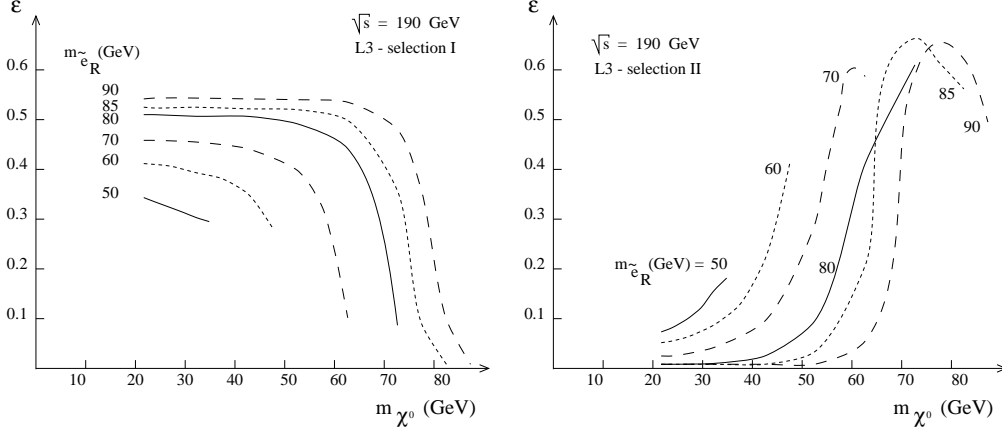 ε
√s = 190 GeV
L3 - selection I
m ẽ_R (GeV)
0.6
0.5
0.4
0.3
0.2
0.1
90
85
80
70
60
50
10 20 30 40 50 60 70 80
m χ⁰ (GeV)
ε
√s = 190 GeV
L3 - selection II
0.6
0.5
0.4
0.3
0.2
0.1
70
85
90
60
m ẽ_R (GeV) = 50
80
10 20 30 40 50 60 70 80
m χ⁰ (GeV)